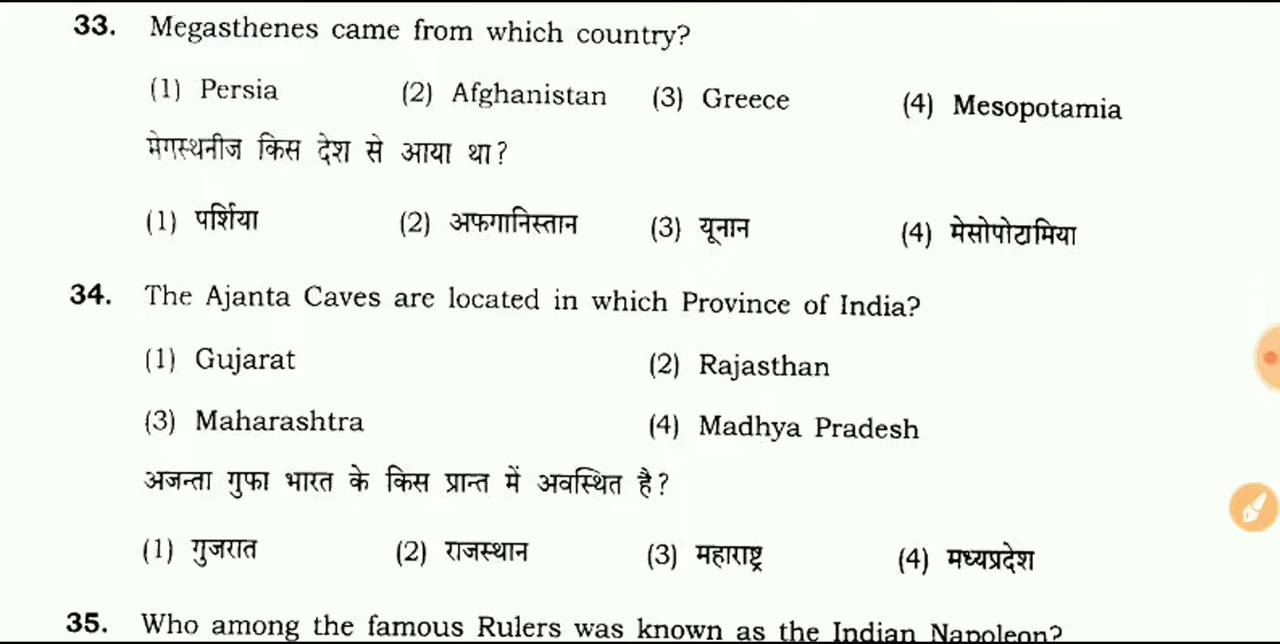 33. Megasthenes came from which country?
(1) Persia (2) Afghanistan (3) Greece (4) Mesopotamia
मेगस्थनीज किस देश से आया था?
(1) पर्शिया (2) अफगानिस्तान (3) यूनान (4) मेसोपोटामिया
34. The Ajanta Caves are located in which Province of India?
(1) Gujarat (2) Rajasthan
(3) Maharashtra (4) Madhya Pradesh
अजन्ता गुफा भारत के किस प्रान्त में अवस्थित है?
(1) गुजरात (2) राजस्थान (3) महाराष्ट्र (4) मध्यप्रदेश
35. Who among the famous Rulers was known as the Indian Napoleon?